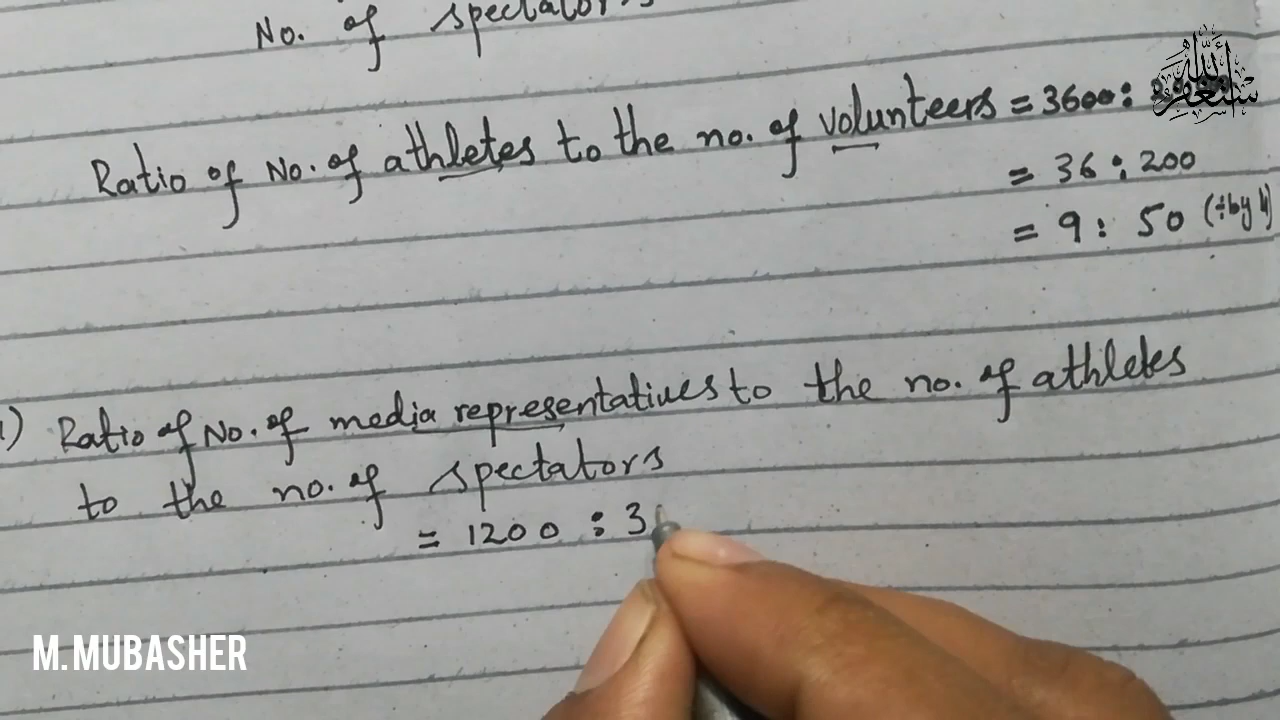 No. of spectators
Ratio of No. of athletes to the no. of volunteers = 3600:
= 36 : 200
= 9 : 50 (÷by 4)
) Ratio of No. of media representatives to the no. of athletes
to the no. of spectators
= 1200 : 3
M.MUBASHER